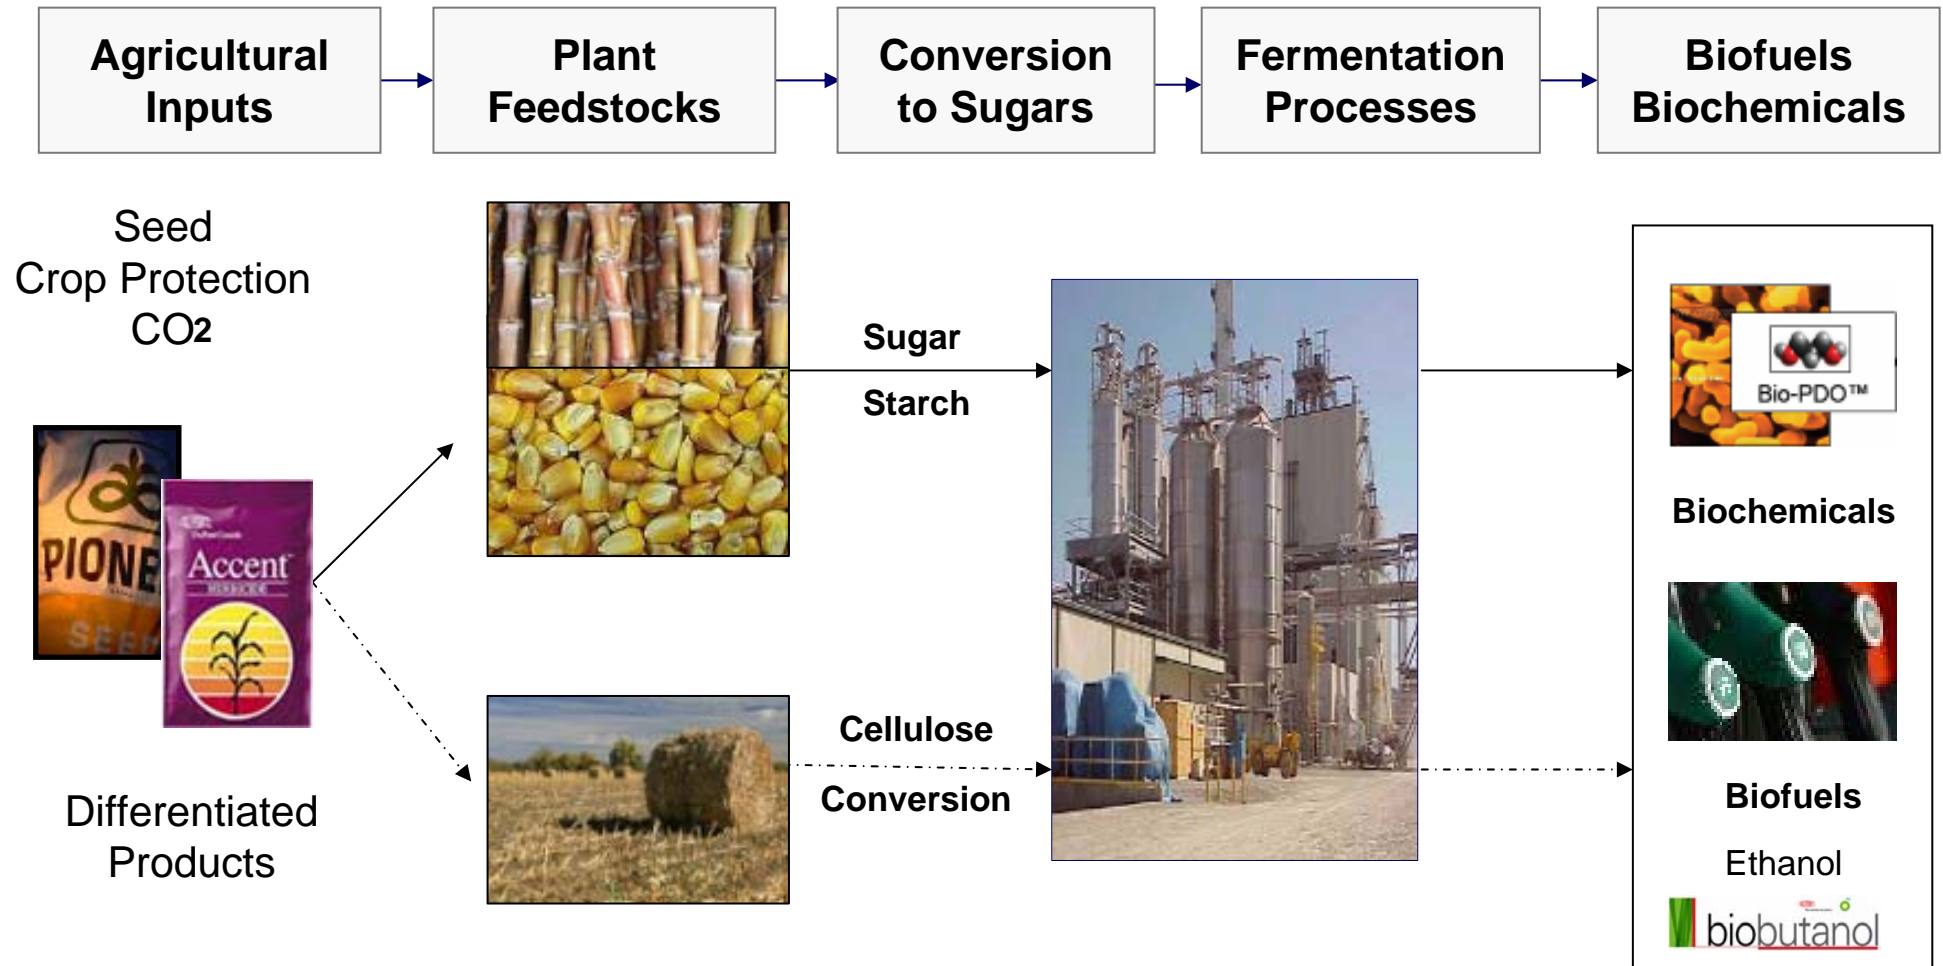 Agricultural
Inputs
Plant
Feedstocks
Conversion
to Sugars
Fermentation
Processes
Biofuels
Biochemicals
Seed
Crop Protection
CO2
PIONE
SEE
Accent
Differentiated
Products
Sugar
Starch
Cellulose
Conversion
Bio-PDO™
Biochemicals
Biofuels
Ethanol
biobutanol